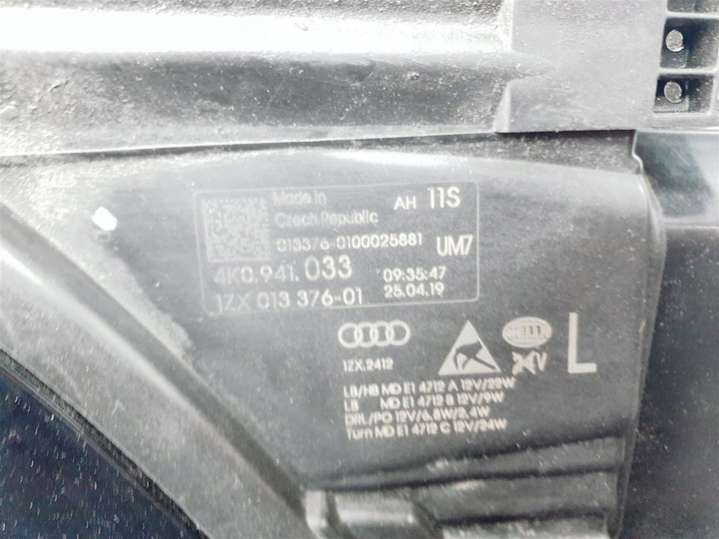 Made in
Czech Republic
AH 11S
013376-0100025881
UM7
4K0.941.033
09:35:47
1ZX 013 376-01
25.04.19
HELLA
1ZX.2412
L
LB/HB MD E1 4712 A 12V/22W
LB MD E1 4712 B 12V/9W
DRL/PO 12V/6,8W/2,4W
Turn MD E1 4712 C 12V/24W